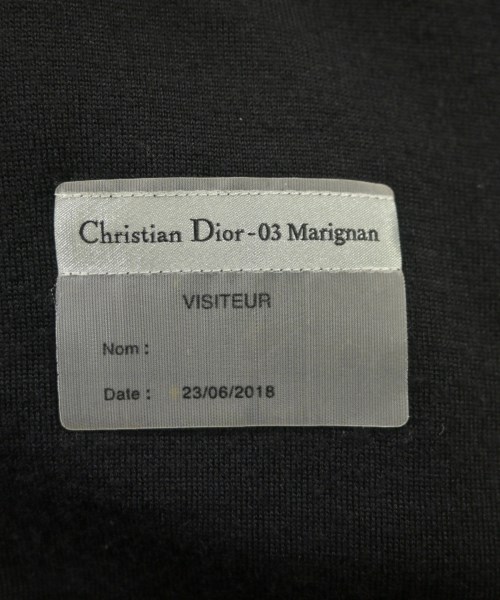 Christian Dior-03 Marignan
VISITEUR
Nom :
Date : 23/06/2018